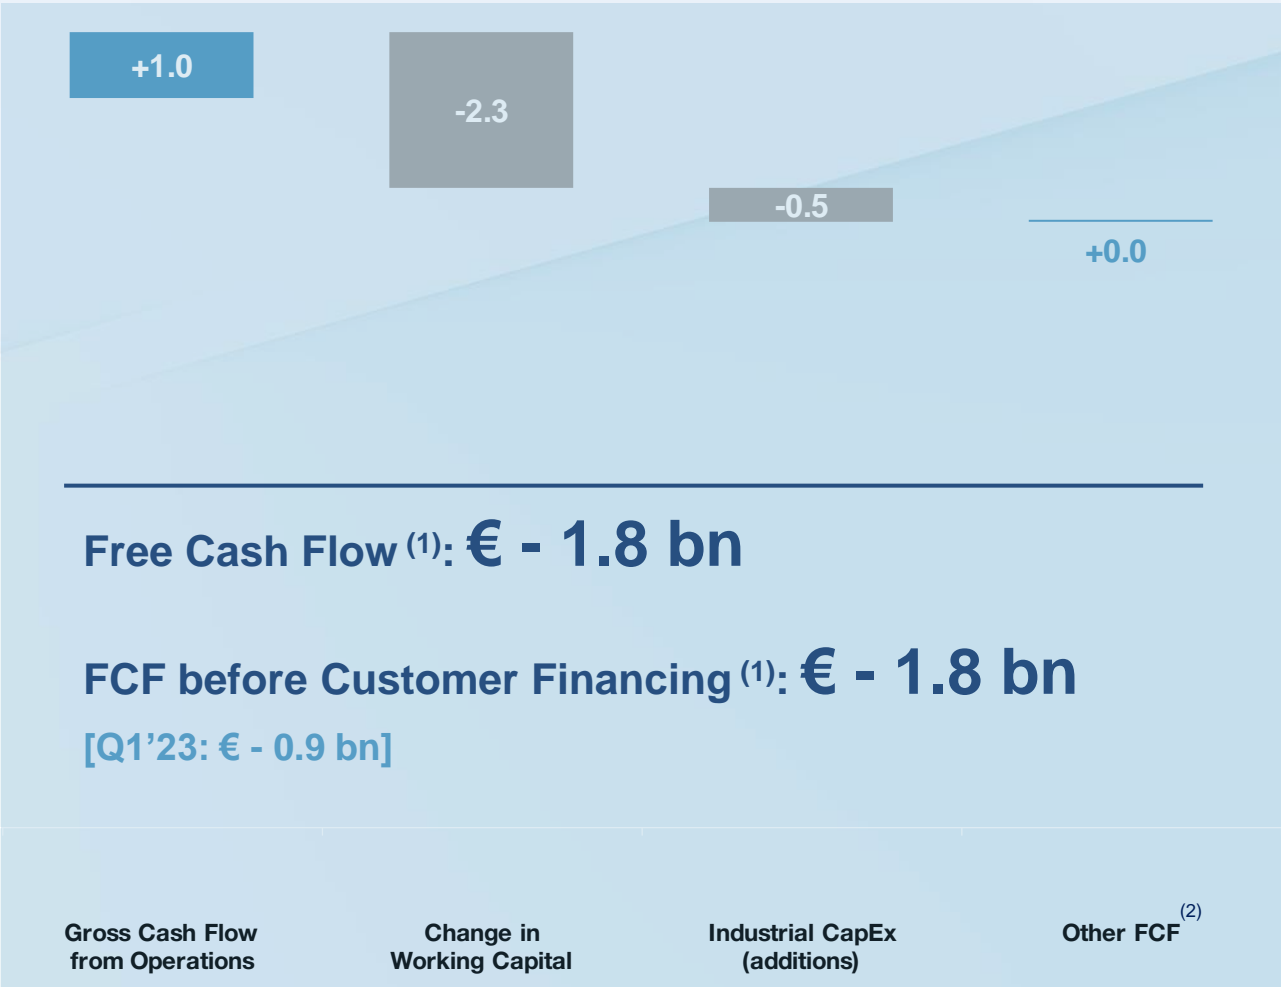 +1.0
-2.3
-0.5
+0.0
Free Cash Flow (1): € - 1.8 bn
FCF before Customer Financing (1): € - 1.8 bn
[Q1’23: € - 0.9 bn]
Gross Cash Flow
from Operations
Change in
Working Capital
Industrial CapEx
(additions)
Other FCF (2)